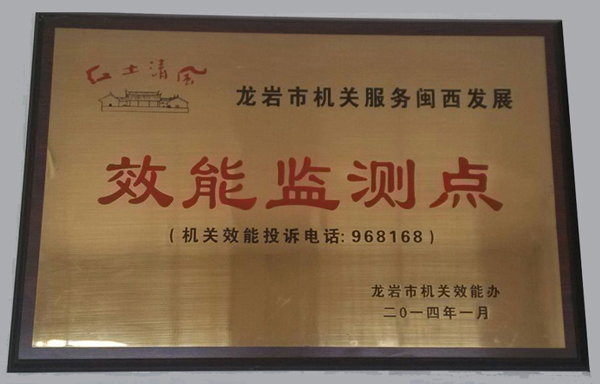 红土清风
龙岩市机关服务闽西发展
效能监测点
(机关效能投诉电话:968168)
龙岩市机关效能办
二〇一四年一月